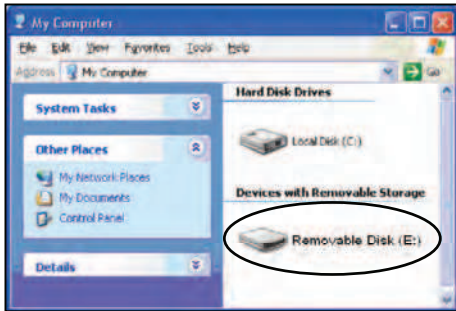 My Computer
File Edit View Favorites Tools Help
Address My Computer Go
System Tasks
Other Places
My Network Places
My Documents
Control Panel
Details
Hard Disk Drives
Local Disk (C:)
Devices with Removable Storage
Removable Disk (E:)